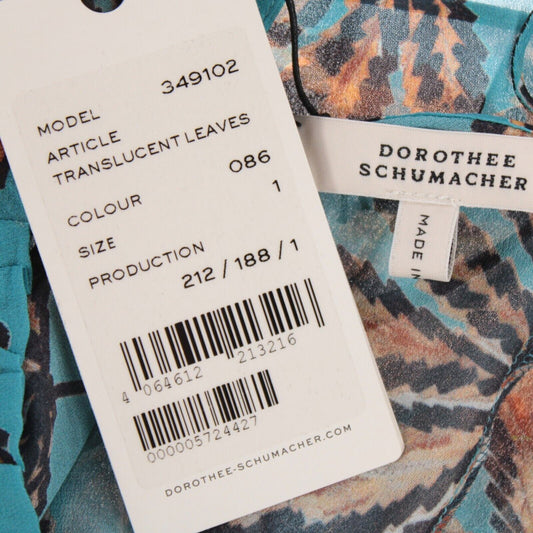 MODEL 349102
ARTICLE
TRANSLUCENT LEAVES
COLOUR 086
SIZE 1
PRODUCTION 212 / 188 / 1
4 064612 213216
000005724427
DOROTHEE-SCHUMACHER.COM
DOROTHEE
SCHUMACHER
MADE IN